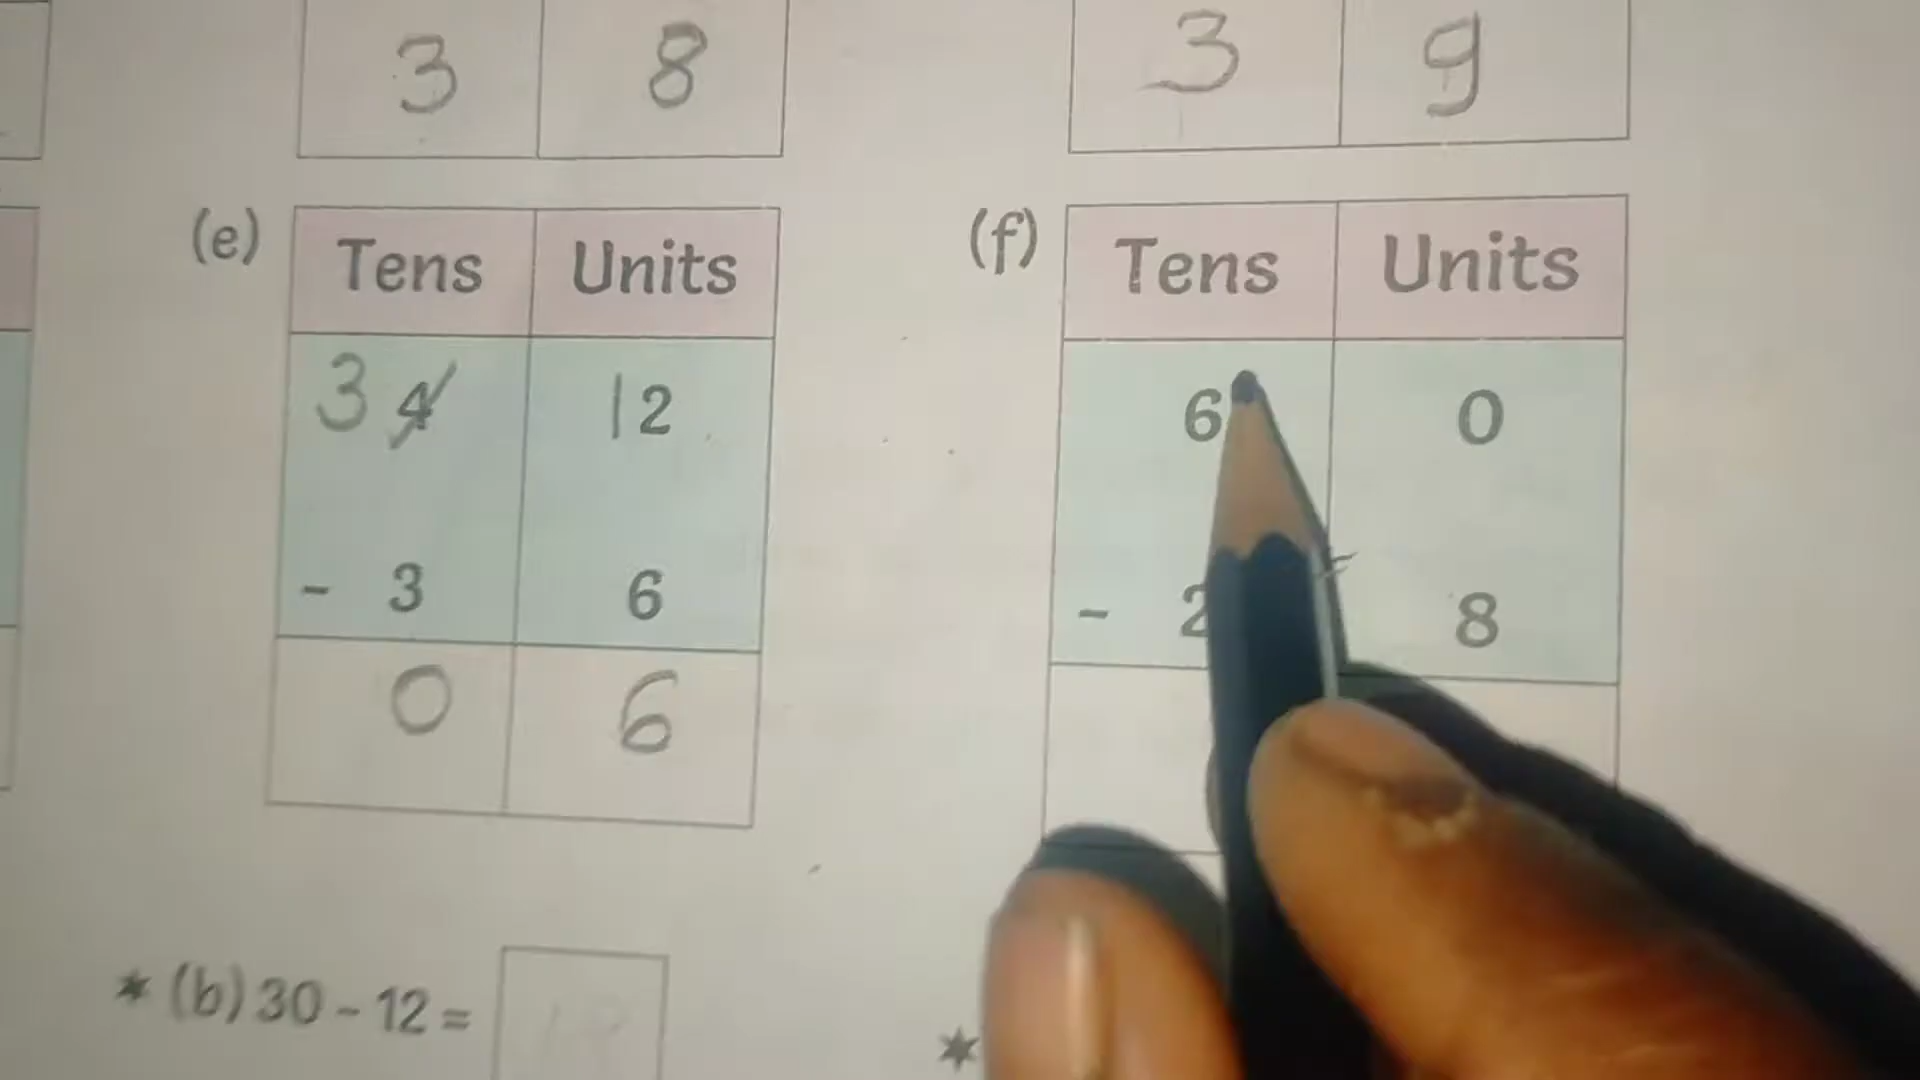 3 8 3 9
(e) Tens Units (f) Tens Units
3 4 12 6 0
- 3 6 - 2 8
0 6
* (b) 30 - 12 =
*